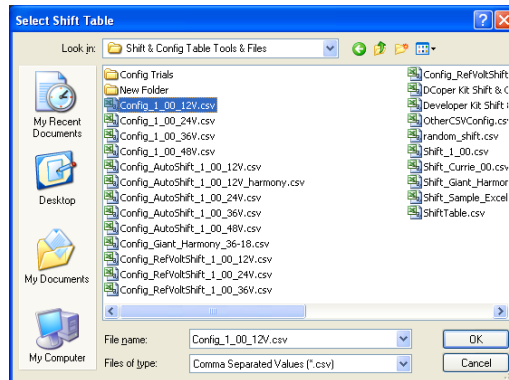 Select Shift Table
Look in:
Shift & Config Table Tools & Files
My Recent Documents
Desktop
My Documents
My Computer
Config Trials
New Folder
Config_1_00_12V.csv
Config_1_00_24V.csv
Config_1_00_36V.csv
Config_1_00_48V.csv
Config_AutoShift_1_00_12V.csv
Config_AutoShift_1_00_12V_harmony.csv
Config_AutoShift_1_00_24V.csv
Config_AutoShift_1_00_36V.csv
Config_AutoShift_1_00_48V.csv
Config_Giant_Harmony_36-18.csv
Config_RefVoltShift_1_00_12V.csv
Config_RefVoltShift_1_00_24V.csv
Config_RefVoltShift_1_00_36V.csv
Config_RefVoltShift
DCoper Kit Shift & C
Developer Kit Shift
OtherCSVConfig.cs
random_shift.csv
Shift_1_00.csv
Shift_Currie_00.csv
Shift_Giant_Harmor
Shift_Sample_Excel
ShiftTable.csv
File name:
Config_1_00_12V.csv
OK
Files of type:
Comma Separated Values (*.csv)
Cancel